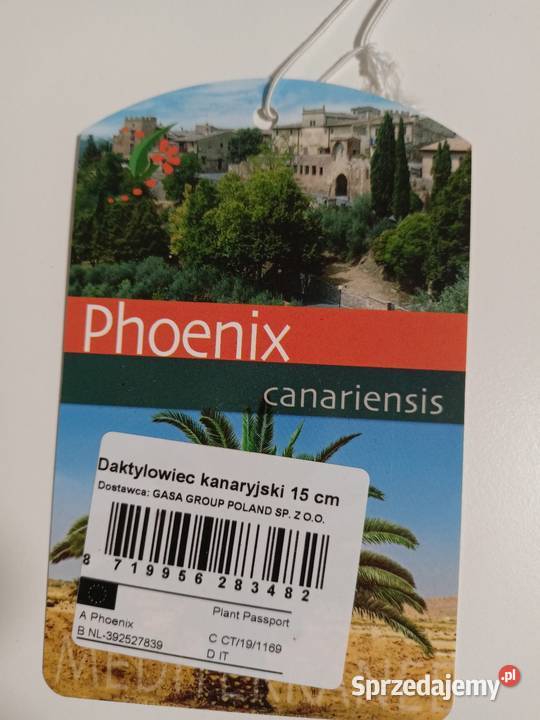 Phoenix
canariensis
Daktylowiec kanaryjski 15 cm
Dostawca: GASA GROUP POLAND SP. Z O.O.
8 719956 283482
Plant Passport
A Phoenix C CT/19/1169
B NL-392527839 D IT
Sprzedajemy.pl